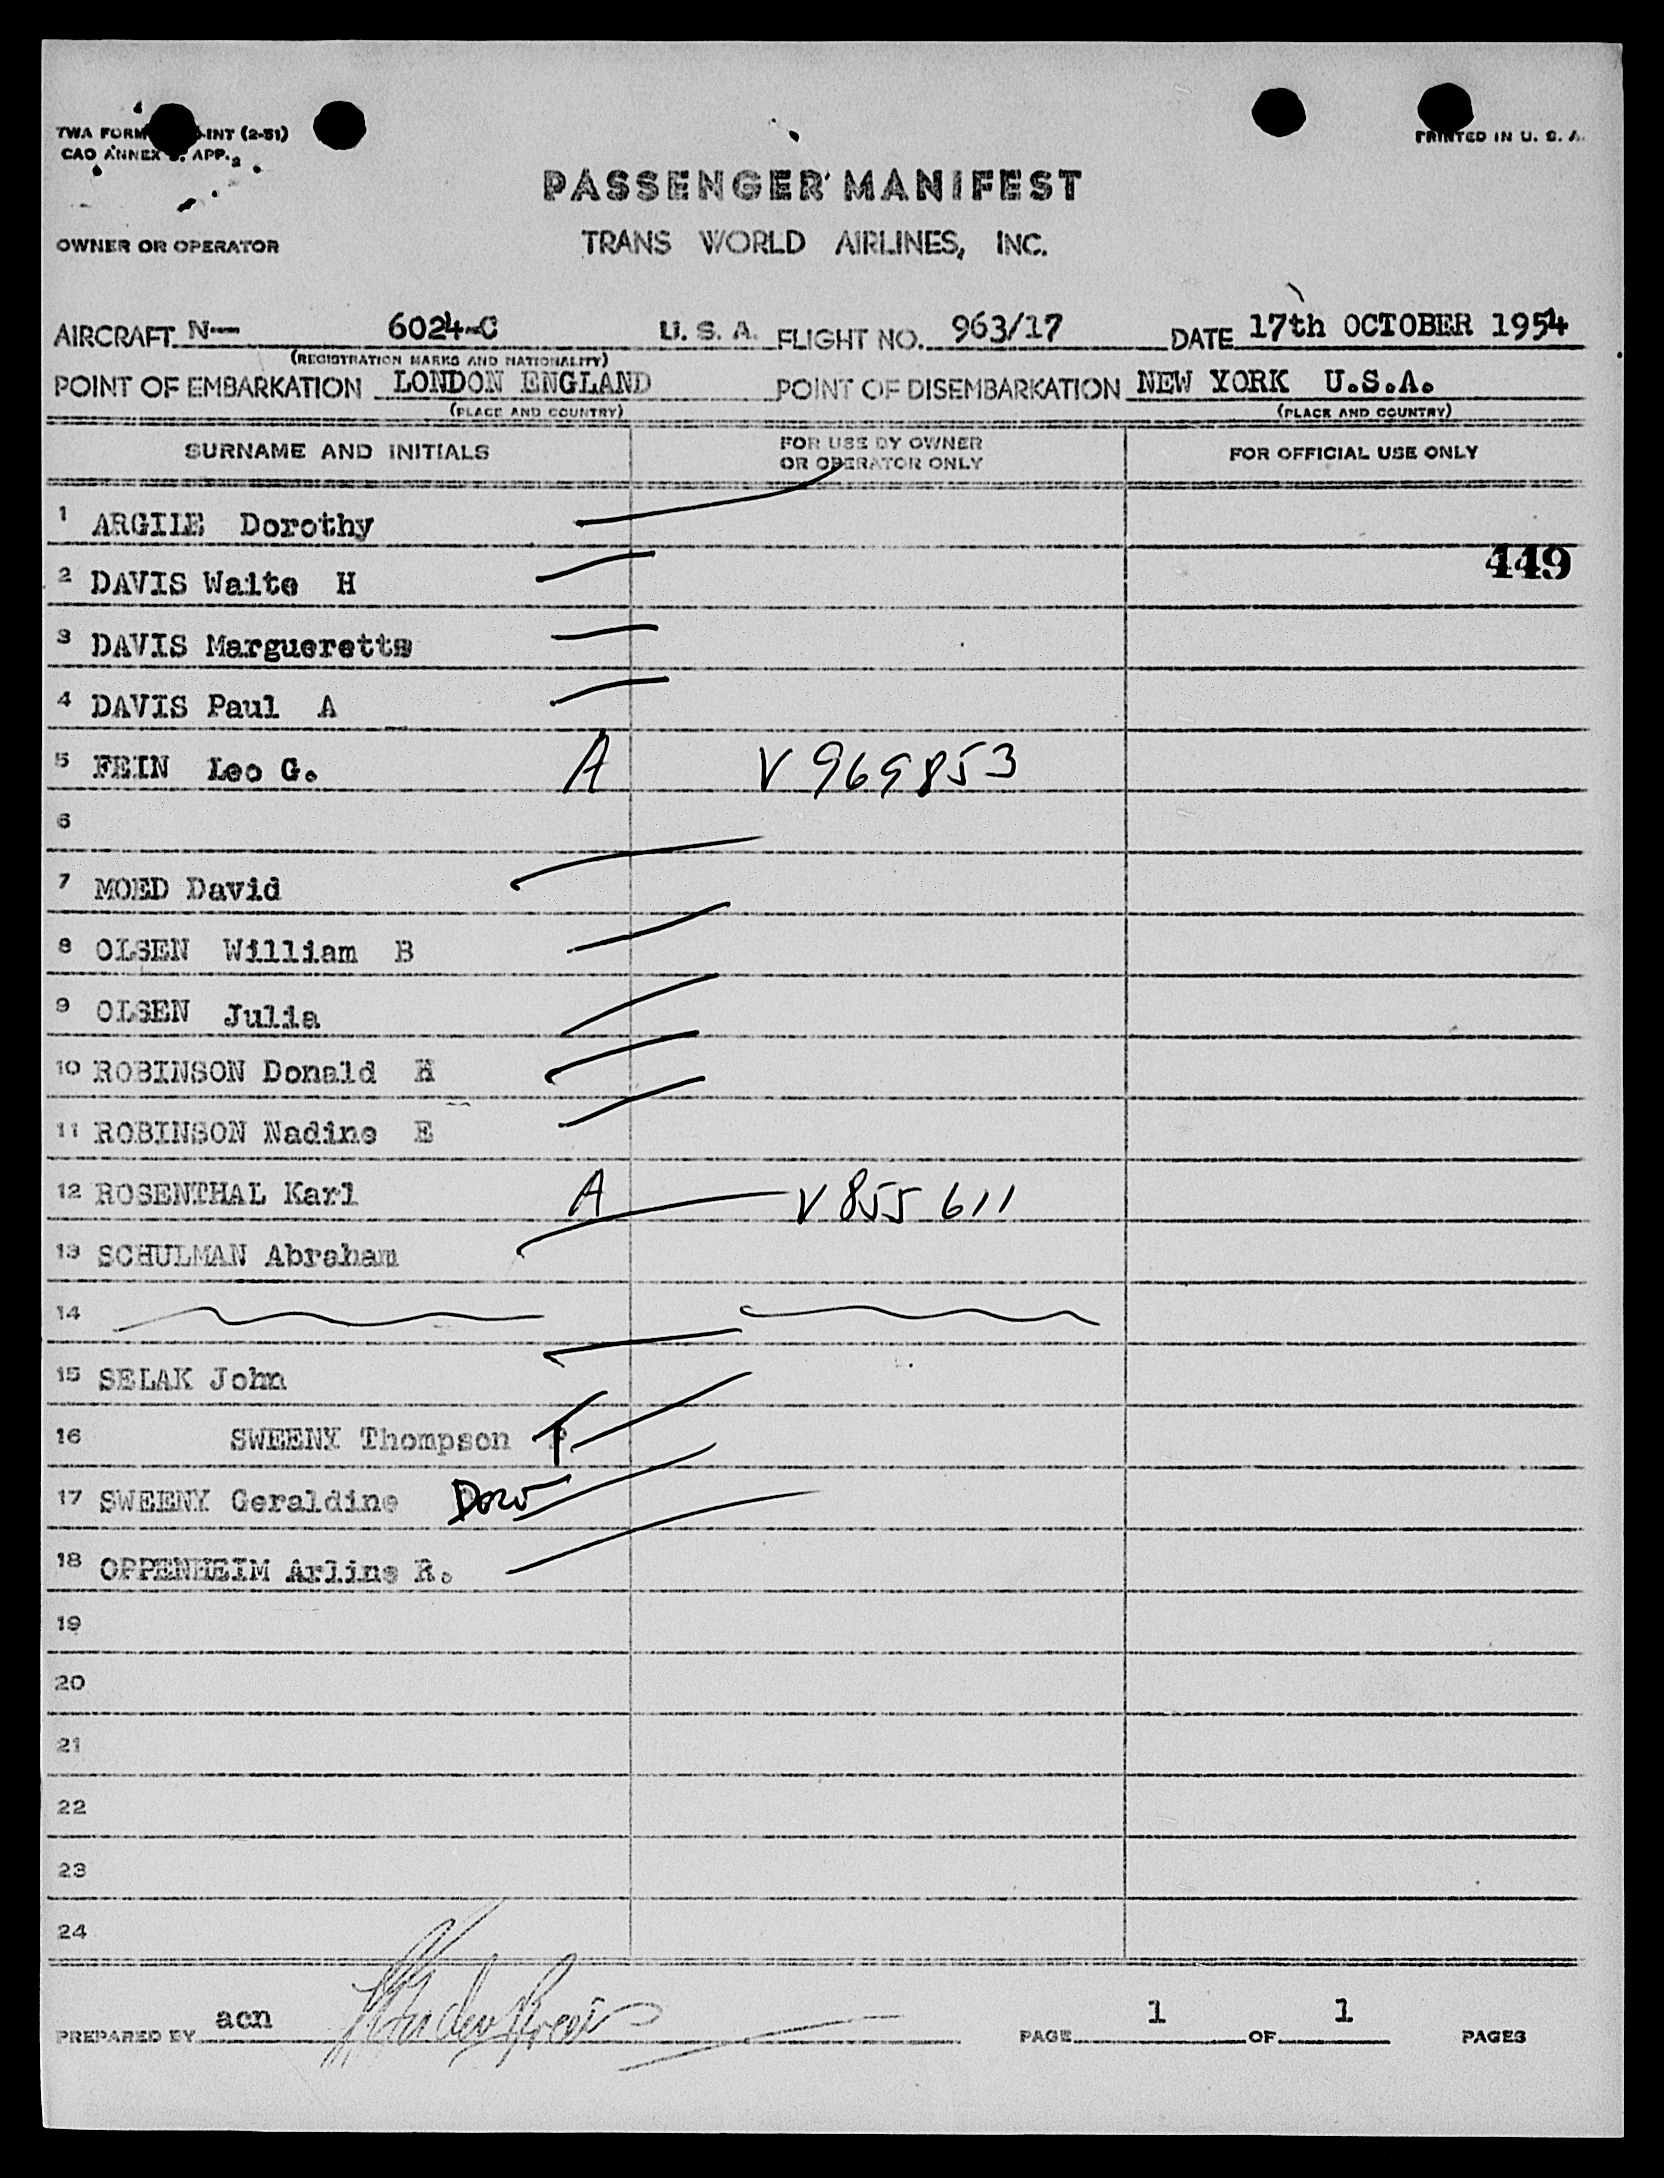 TWA FORM -INT (2-51)
PRINTED IN U. S. A.
CAO ANNEX APP. 2
PASSENGER MANIFEST
OWNER OR OPERATOR TRANS WORLD AIRLINES, INC.
AIRCRAFT N-- 6024-C U. S. A. FLIGHT NO. 963/17 DATE 17th OCTOBER 1954
(REGISTRATION MARKS AND NATIONALITY)
POINT OF EMBARKATION LONDON ENGLAND POINT OF DISEMBARKATION NEW YORK U.S.A.
(PLACE AND COUNTRY) (PLACE AND COUNTRY)
SURNAME AND INITIALS FOR USE BY OWNER OR OPERATOR ONLY FOR OFFICIAL USE ONLY
1 ARGILE Dorothy
449
2 DAVIS Waite H
3 DAVIS Marguerette
4 DAVIS Paul A
5 FEIN Leo G. A V 969853
6
7 MOED David
8 OLSEN William B
9 OLSEN Julia
10 ROBINSON Donald H
11 ROBINSON Nadine E
12 ROSENTHAL Karl A V 855 611
13 SCHULMAN Abraham
14
15 SELAK John
16 SWEENY Thompson
17 SWEENY Geraldine
18 OPPENHEIM Arline R.
19
20
21
22
23
24
PREPARED BY acn PAGE 1 OF 1 PAGES